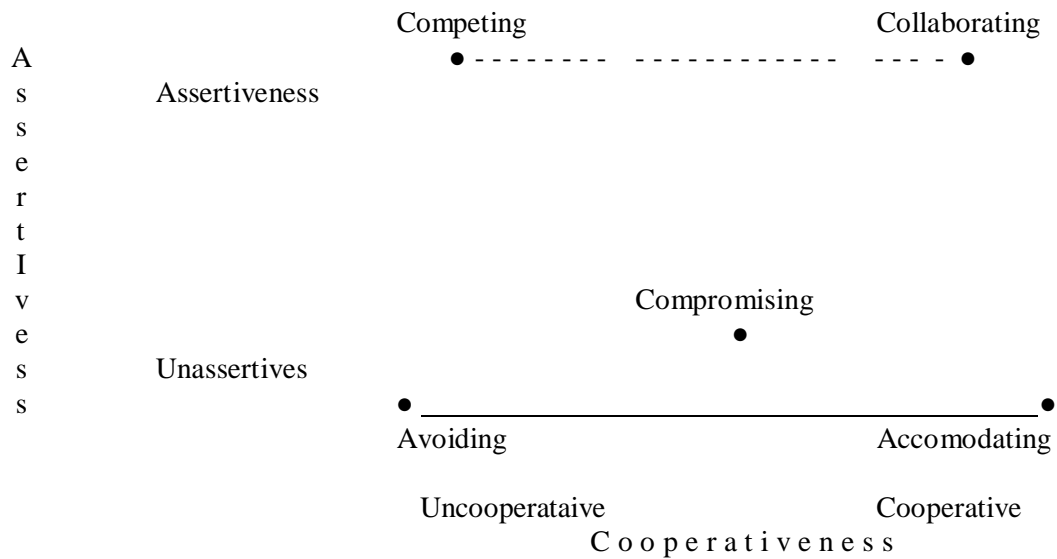 Competing Collaborating
A
s Assertiveness
s
e
r
t
I
v Compromising
e
s Unassertives
s
Avoiding Accomodating
Uncooperataive Cooperative
C o o p e r a t i v e n e s s